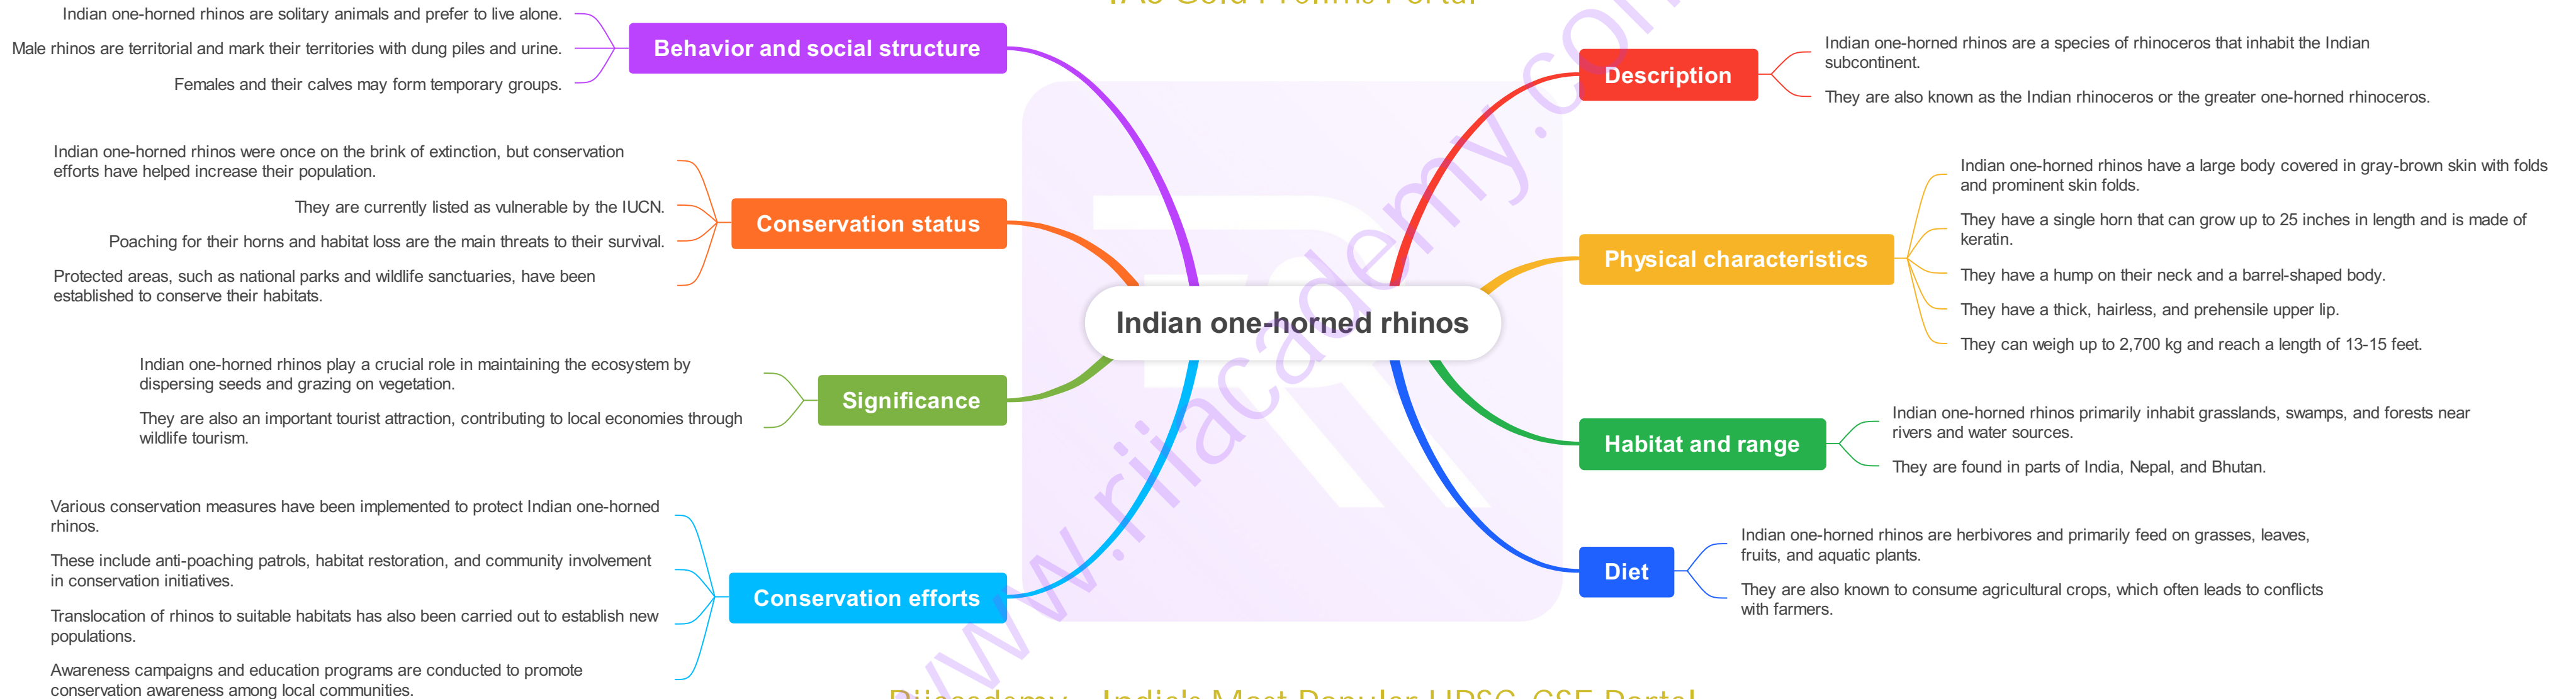 IAS Gold Prelims Portal
Indian one-horned rhinos are solitary animals and prefer to live alone.
Male rhinos are territorial and mark their territories with dung piles and urine.
Females and their calves may form temporary groups.
Behavior and social structure
Indian one-horned rhinos were once on the brink of extinction, but conservation
efforts have helped increase their population.
They are currently listed as vulnerable by the IUCN.
Poaching for their horns and habitat loss are the main threats to their survival.
Protected areas, such as national parks and wildlife sanctuaries, have been
established to conserve their habitats.
Conservation status
Indian one-horned rhinos play a crucial role in maintaining the ecosystem by
dispersing seeds and grazing on vegetation.
They are also an important tourist attraction, contributing to local economies through
wildlife tourism.
Significance
Various conservation measures have been implemented to protect Indian one-horned
rhinos.
These include anti-poaching patrols, habitat restoration, and community involvement
in conservation initiatives.
Translocation of rhinos to suitable habitats has also been carried out to establish new
populations.
Awareness campaigns and education programs are conducted to promote
conservation awareness among local communities.
Conservation efforts
Indian one-horned rhinos
Description
Indian one-horned rhinos are a species of rhinoceros that inhabit the Indian
subcontinent.
They are also known as the Indian rhinoceros or the greater one-horned rhinoceros.
Physical characteristics
Indian one-horned rhinos have a large body covered in gray-brown skin with folds
and prominent skin folds.
They have a single horn that can grow up to 25 inches in length and is made of
keratin.
They have a hump on their neck and a barrel-shaped body.
They have a thick, hairless, and prehensile upper lip.
They can weigh up to 2,700 kg and reach a length of 13-15 feet.
Habitat and range
Indian one-horned rhinos primarily inhabit grasslands, swamps, and forests near
rivers and water sources.
They are found in parts of India, Nepal, and Bhutan.
Diet
Indian one-horned rhinos are herbivores and primarily feed on grasses, leaves,
fruits, and aquatic plants.
They are also known to consume agricultural crops, which often leads to conflicts
with farmers.
www.rijiacademy.com
India's Most Popular UPSC-CSE Portal